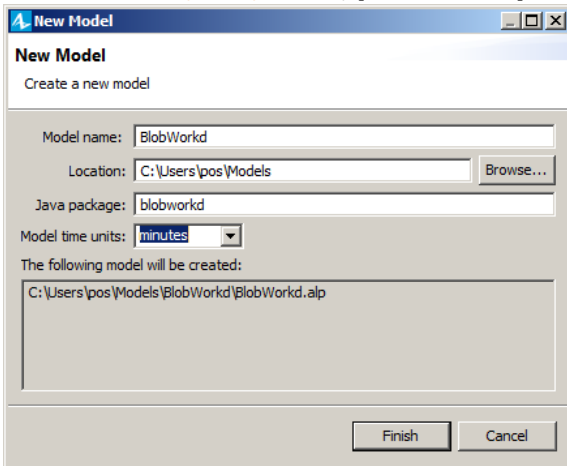 New Model
New Model
Create a new model
Model name: BlobWorkd
Location: C:\Users\pos\Models Browse...
Java package: blobworkd
Model time units: minutes
The following model will be created:
C:\Users\pos\Models\BlobWorkd\BlobWorkd.alp
Finish Cancel